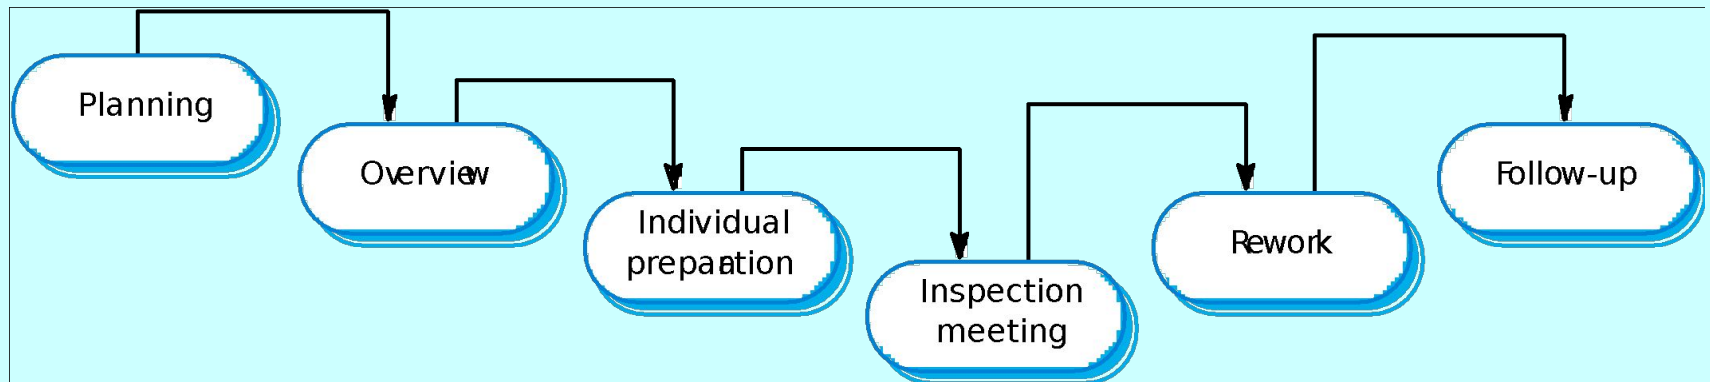 Planning
Overview
Individual
preparation
Inspection
meeting
Rework
Follow-up